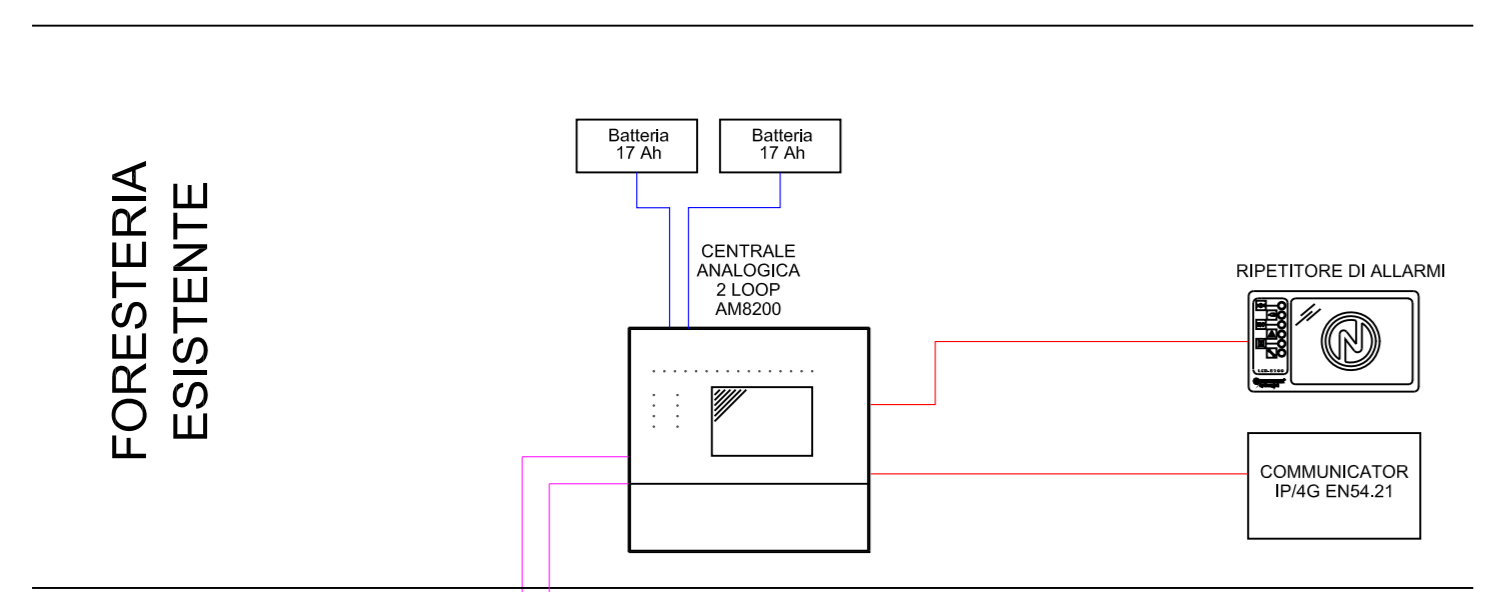 FORESTERIA
ESISTENTE
Batteria
17 Ah
Batteria
17 Ah
CENTRALE
ANALOGICA
2 LOOP
AM8200
RIPETITORE DI ALLARMI
COMMUNICATOR
IP/4G EN54.21